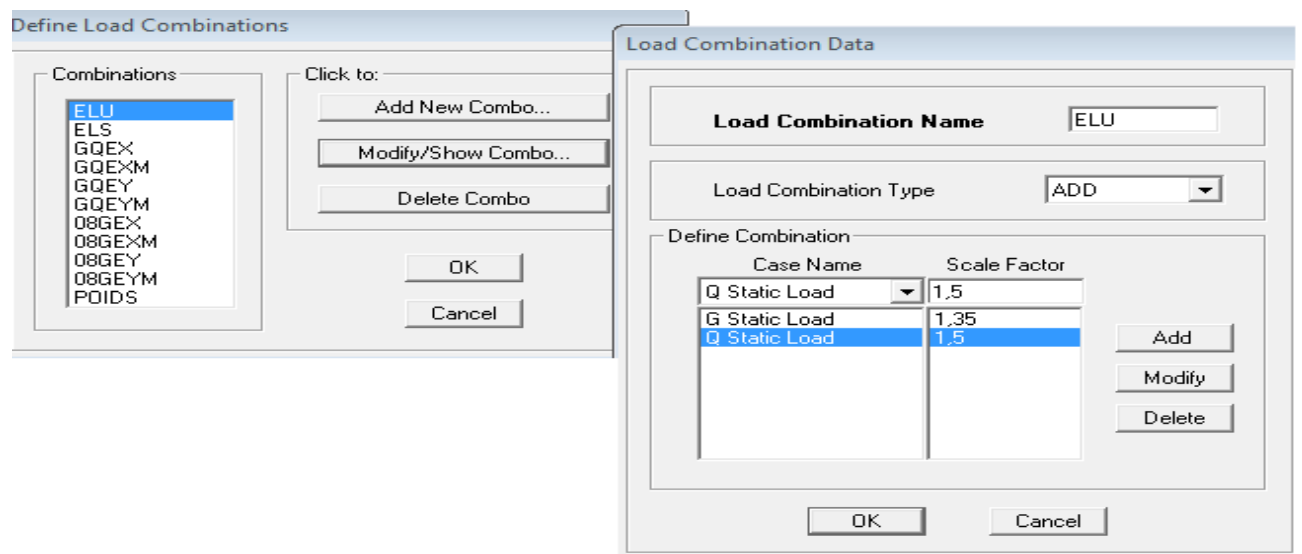 Define Load Combinations
Combinations
ELU
ELS
GQEX
GQEXM
GQEY
GQEYM
08GEX
08GEXM
08GEY
08GEYM
POIDS
Click to:
Add New Combo...
Modify/Show Combo...
Delete Combo
OK
Cancel
Load Combination Data
Load Combination Name ELU
Load Combination Type ADD
Define Combination
Case Name Scale Factor
Q Static Load 1,5
G Static Load 1,35
Q Static Load 1,5
Add
Modify
Delete
OK Cancel